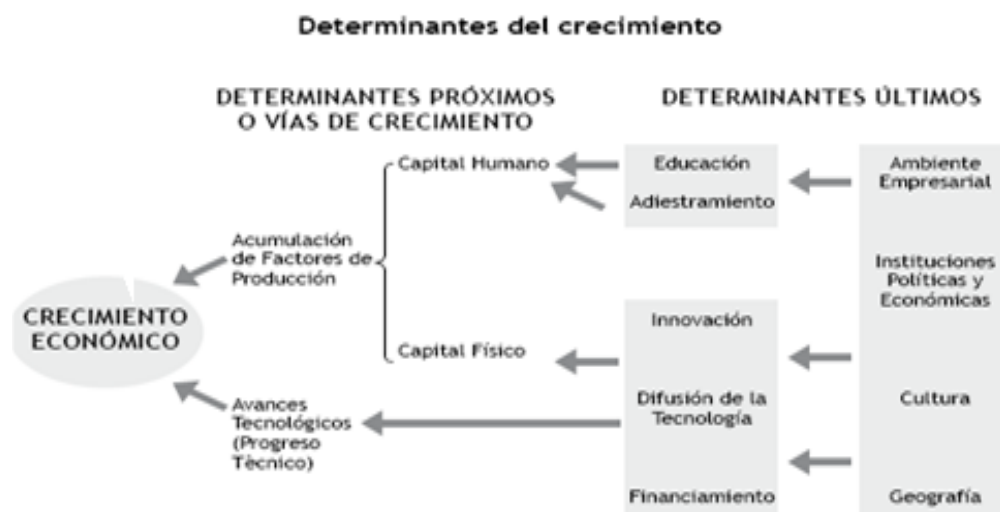 Determinantes del crecimiento
DETERMINANTES PRÓXIMOS
O VÍAS DE CRECIMIENTO
DETERMINANTES ÚLTIMOS
Capital Humano
Educación
Adiestramiento
Ambiente
Empresarial
Acumulación
de Factores de
Producción
Instituciones
Políticas y
Económicas
CRECIMIENTO
ECONÓMICO
Innovación
Capital Físico
Avances
Tecnológicos
(Progreso
Tècnico)
Difusión de la
Tecnología
Cultura
Financiamiento
Geografía